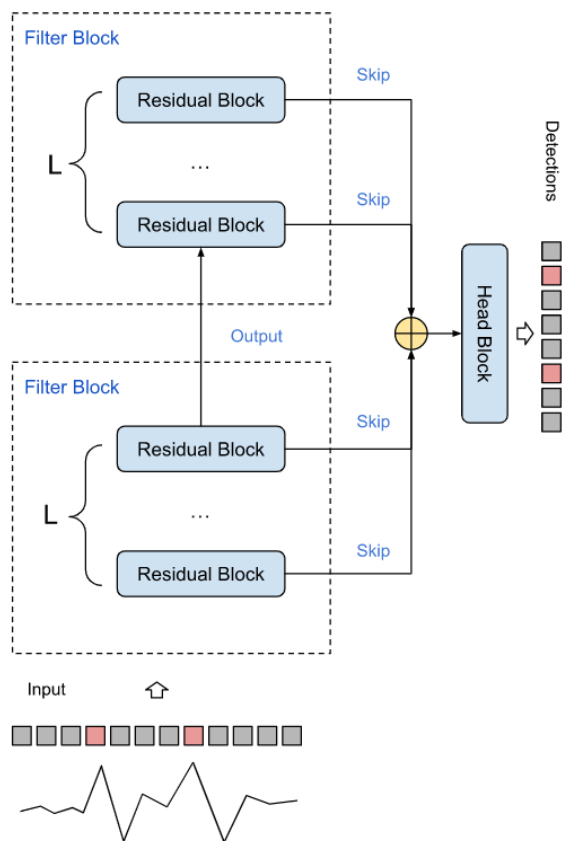 Filter Block
Residual Block
Skip
L
...
Residual Block
Skip
Detections
Head Block
Output
Filter Block
Residual Block
Skip
L
...
Residual Block
Skip
Input